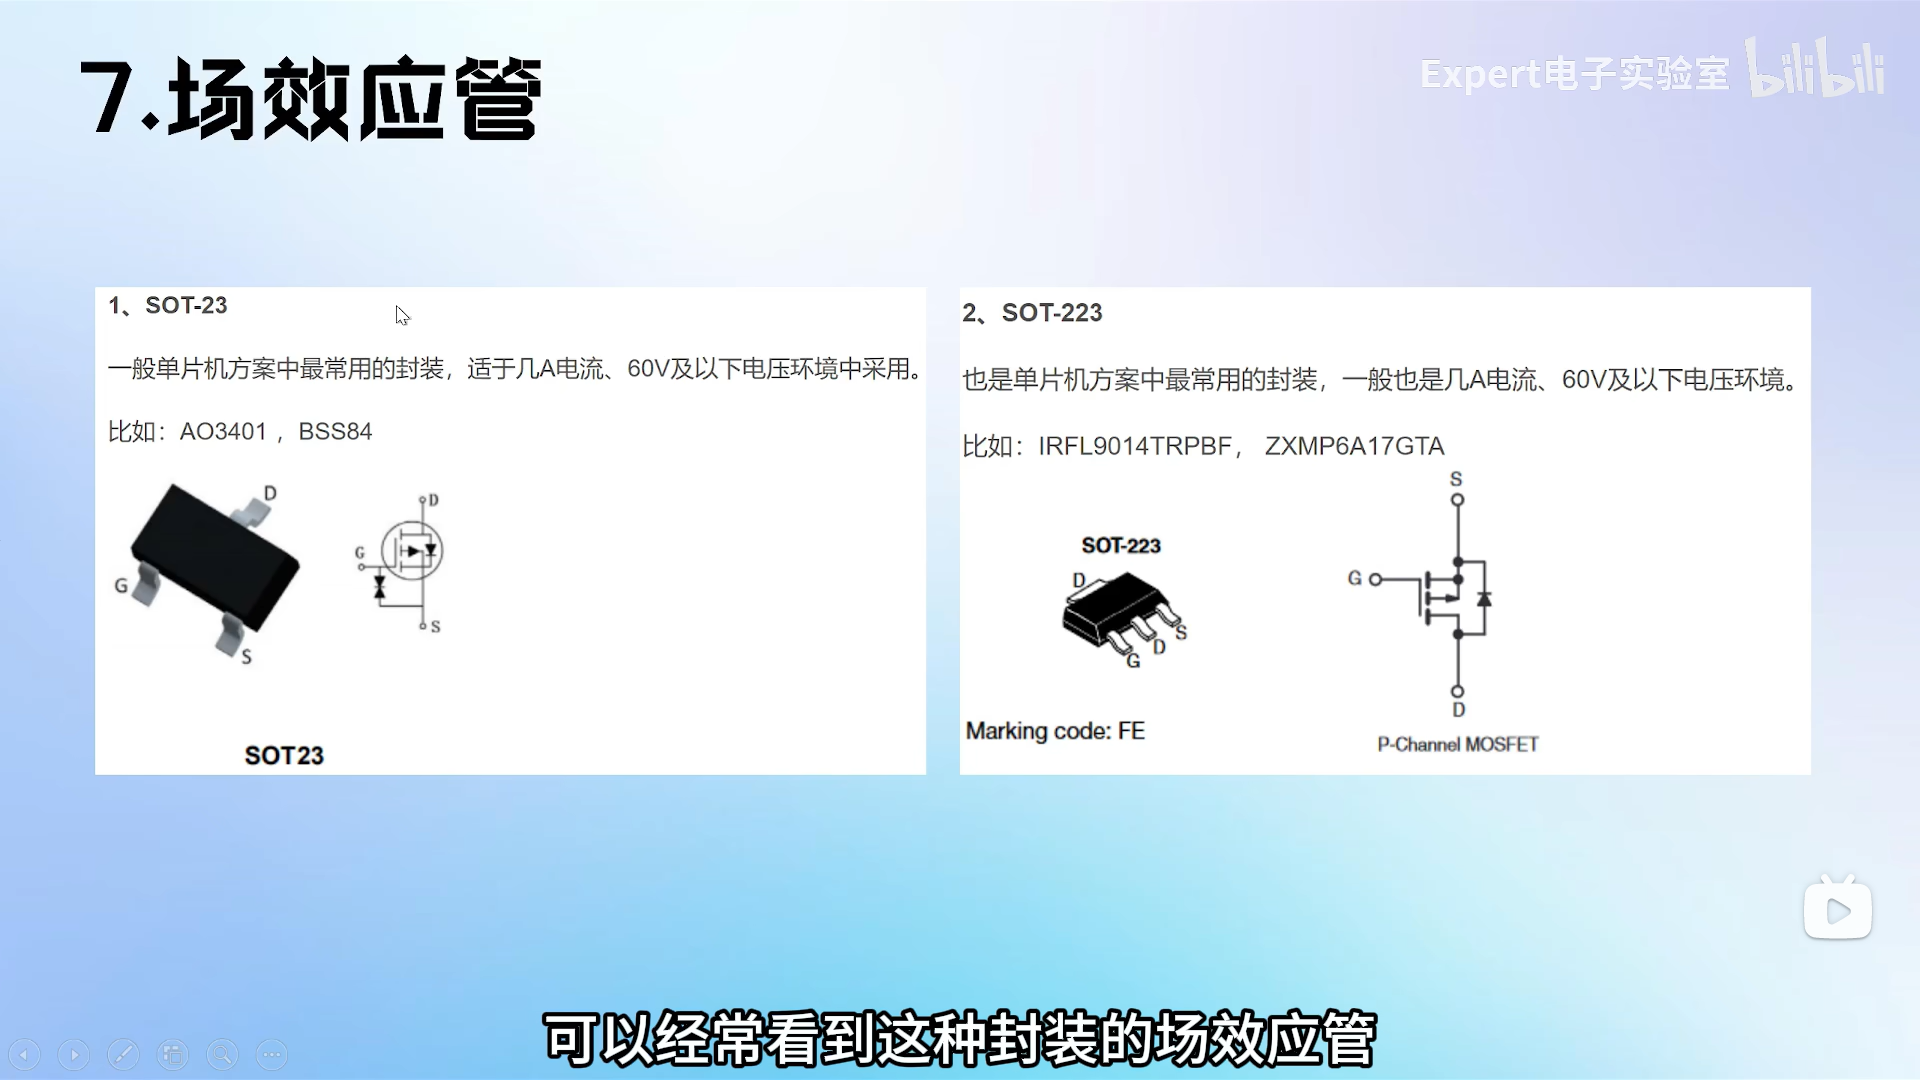 7.场效应管
Expert电子实验室 bilibili
1、SOT-23
一般单片机方案中最常用的封装，适于几A电流、60V及以下电压环境中采用。
比如：AO3401 ，BSS84
D
G
S
D
G
S
SOT23
2、SOT-223
也是单片机方案中最常用的封装，一般也是几A电流、60V及以下电压环境。
比如：IRFL9014TRPBF， ZXMP6A17GTA
SOT-223
D
G
D
S
Marking code: FE
S
G
D
P-Channel MOSFET
可以经常看到这种封装的场效应管